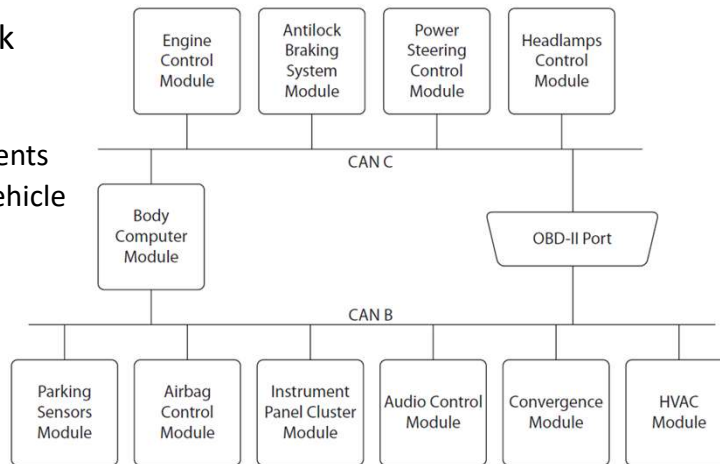 k
ents
ehicle
Engine
Control
Module
Antilock
Braking
System
Module
Power
Steering
Control
Module
Headlamps
Control
Module
CAN C
Body
Computer
Module
OBD-II Port
CAN B
Parking
Sensors
Module
Airbag
Control
Module
Instrument
Panel Cluster
Module
Audio Control
Module
Convergence
Module
HVAC
Module